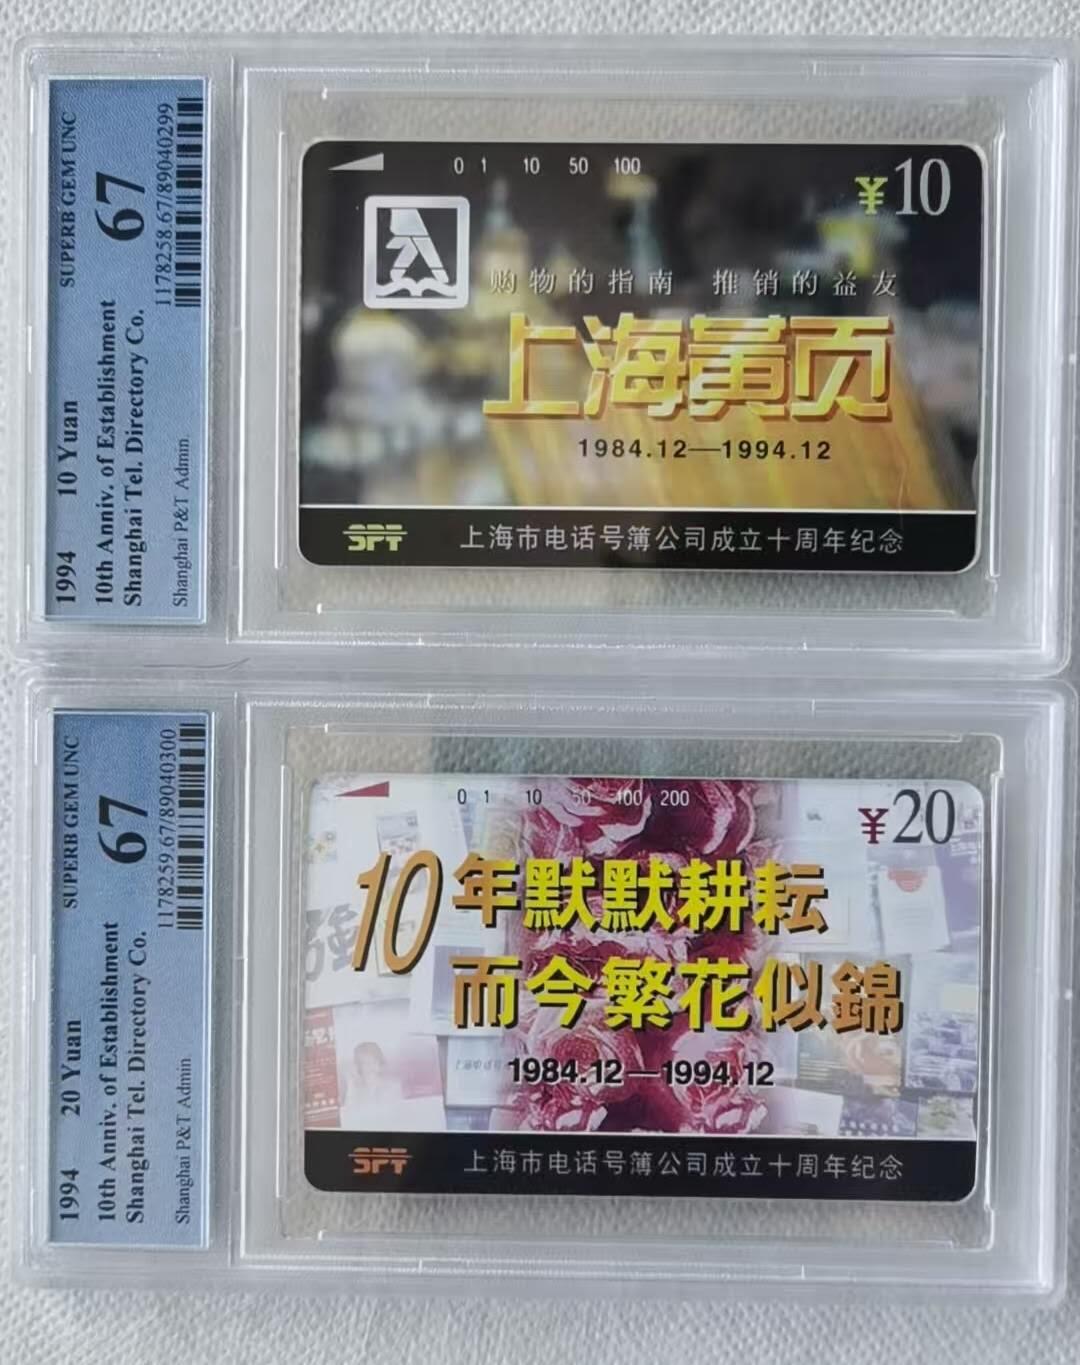 1994 10 Yuan SUPERB GEM UNC
10th Anniv. of Establishment 67
Shanghai Tel. Directory Co.
1178258.67/89040299
Shanghai P&T Admin.
0 1 10 50 100
¥10
购物的指南 推销的益友
上海黄页
1984.12—1994.12
SPT 上海市电话号簿公司成立十周年纪念
1994 20 Yuan SUPERB GEM UNC
10th Anniv. of Establishment 67
Shanghai Tel. Directory Co.
1178259.67/89040300
Shanghai P&T Admin.
0 1 10 50 100 200
¥20
10年默默耕耘
而今繁花似錦
1984.12—1994.12
SPT 上海市电话号簿公司成立十周年纪念